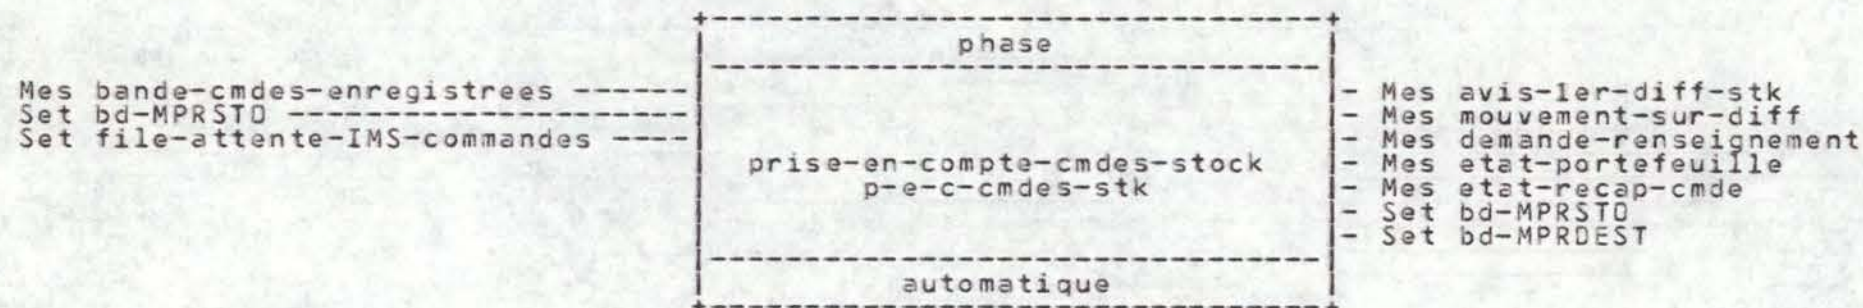 phase
Mes bande-cmdes-enregistrees
Set bd-MPRSTO
Set file-attente-IMS-commandes
prise-en-compte-cmdes-stock
p-e-c-cmdes-stk
- Mes avis-1er-diff-stk
- Mes mouvement-sur-diff
- Mes demande-renseignement
- Mes etat-portefeuille
- Mes etat-recap-cmde
- Set bd-MPRSTO
- Set bd-MPRDEST
automatique